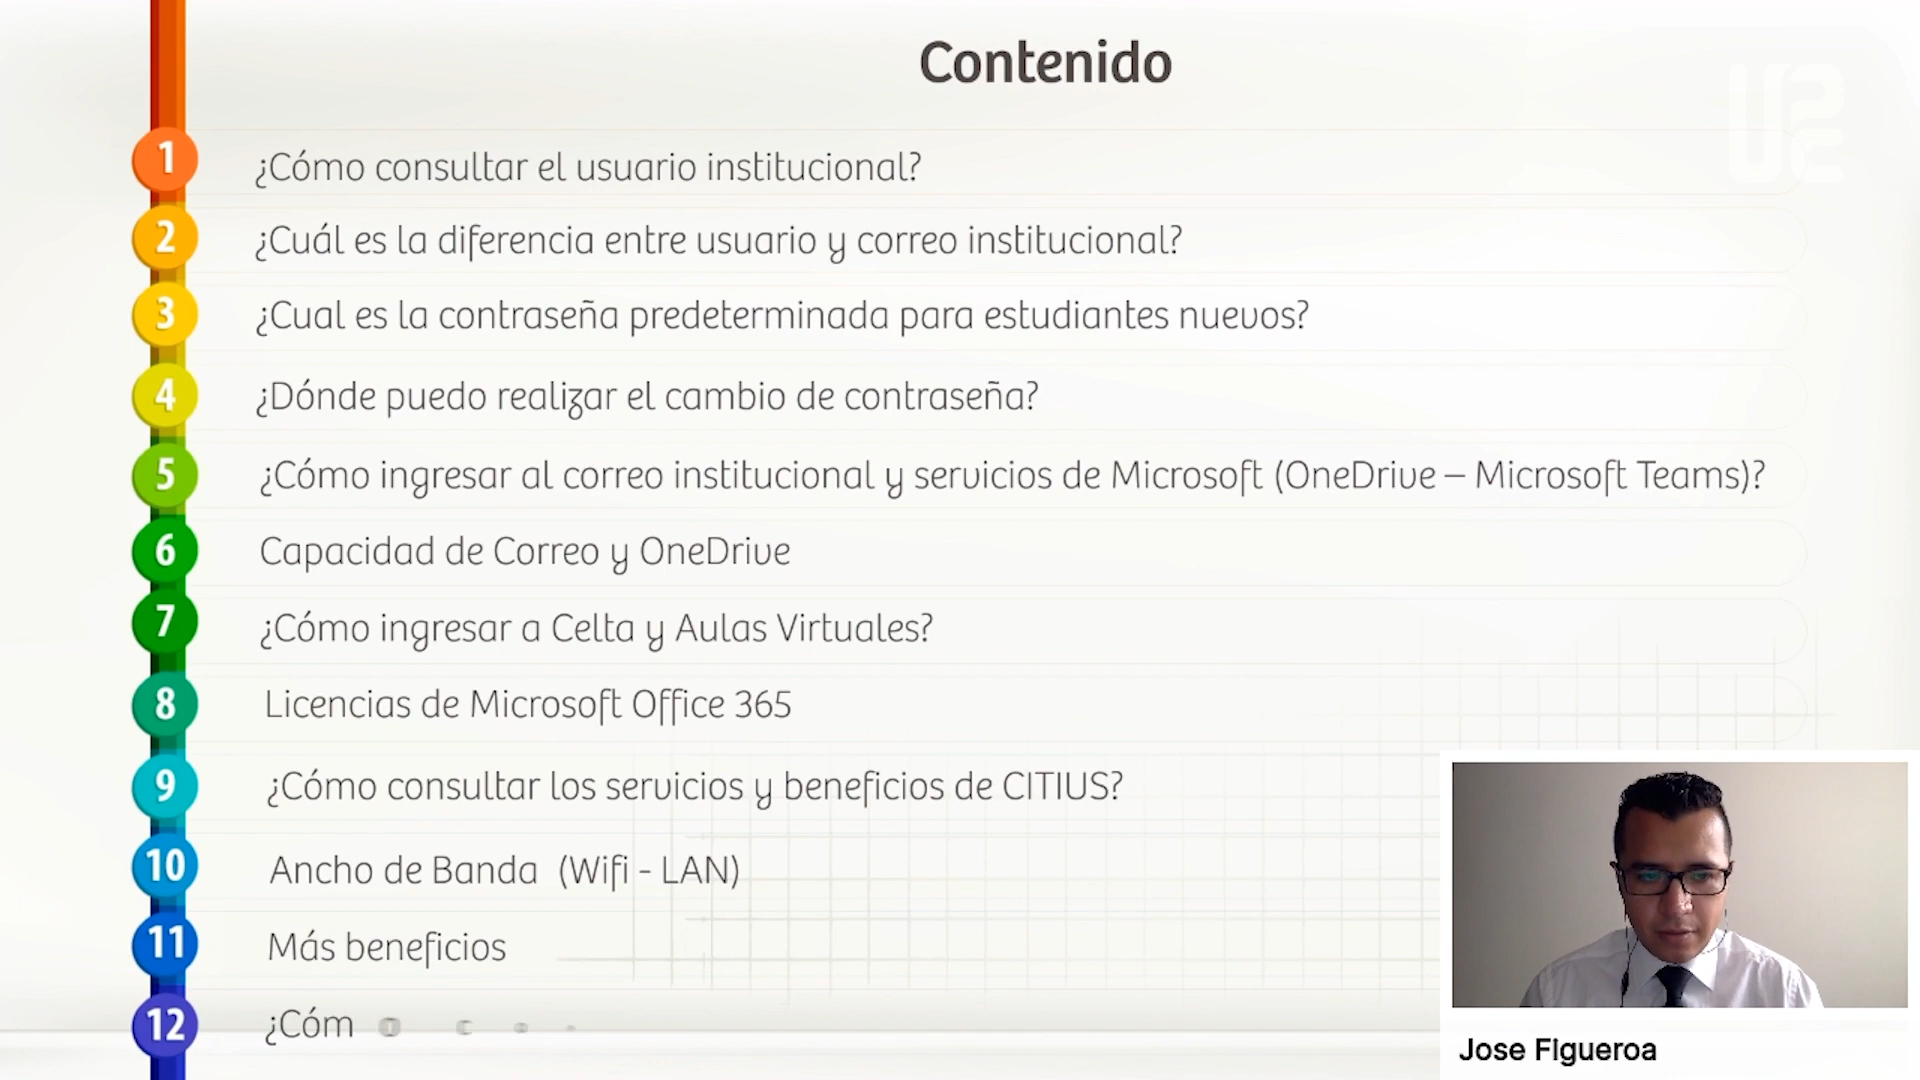 Contenido
1 ¿Cómo consultar el usuario institucional?
2 ¿Cuál es la diferencia entre usuario y correo institucional?
3 ¿Cual es la contraseña predeterminada para estudiantes nuevos?
4 ¿Dónde puedo realizar el cambio de contraseña?
5 ¿Cómo ingresar al correo institucional y servicios de Microsoft (OneDrive – Microsoft Teams)?
6 Capacidad de Correo y OneDrive
7 ¿Cómo ingresar a Celta y Aulas Virtuales?
8 Licencias de Microsoft Office 365
9 ¿Cómo consultar los servicios y beneficios de CITIUS?
10 Ancho de Banda (Wifi - LAN)
11 Más beneficios
12 ¿Cóm
Jose FIgueroa